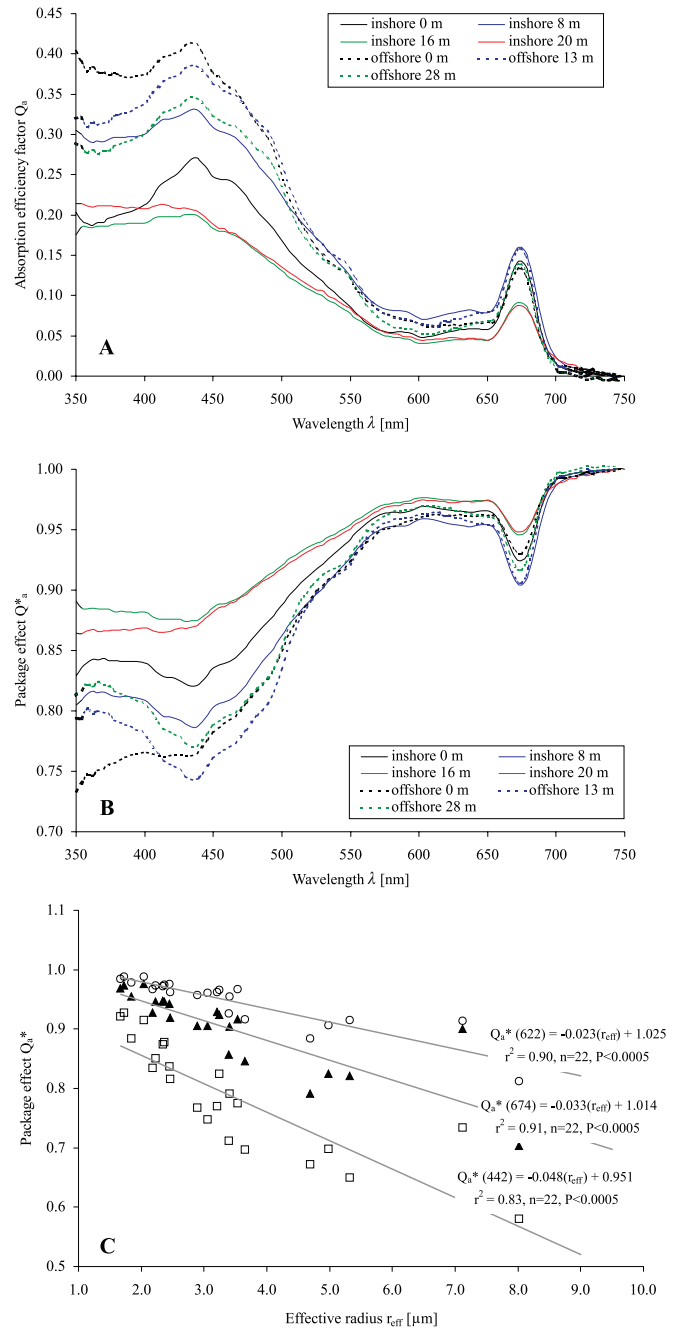 inshore 0 m inshore 8 m
inshore 16 m inshore 20 m
offshore 0 m offshore 13 m
offshore 28 m
Absorption efficiency factor Qa
0.45
0.40
0.35
0.30
0.25
0.20
0.15
0.10
0.05
0.00
A
350 400 450 500 550 600 650 700 750
Wavelength λ [nm]
Package effect Q*a
1.00
0.95
0.90
0.85
0.80
0.75
0.70
inshore 0 m inshore 8 m
inshore 16 m inshore 20 m
offshore 0 m offshore 13 m
offshore 28 m
B
350 400 450 500 550 600 650 700 750
Wavelength λ [nm]
Package effect Qa*
1.1
1.0
0.9
0.8
0.7
0.6
0.5
Qa* (622) = -0.023(reff) + 1.025
r² = 0.90, n=22, P<0.0005
Qa* (674) = -0.033(reff) + 1.014
r² = 0.91, n=22, P<0.0005
Qa* (442) = -0.048(reff) + 0.951
r² = 0.83, n=22, P<0.0005
C
1.0 2.0 3.0 4.0 5.0 6.0 7.0 8.0 9.0 10.0
Effective radius reff [µm]